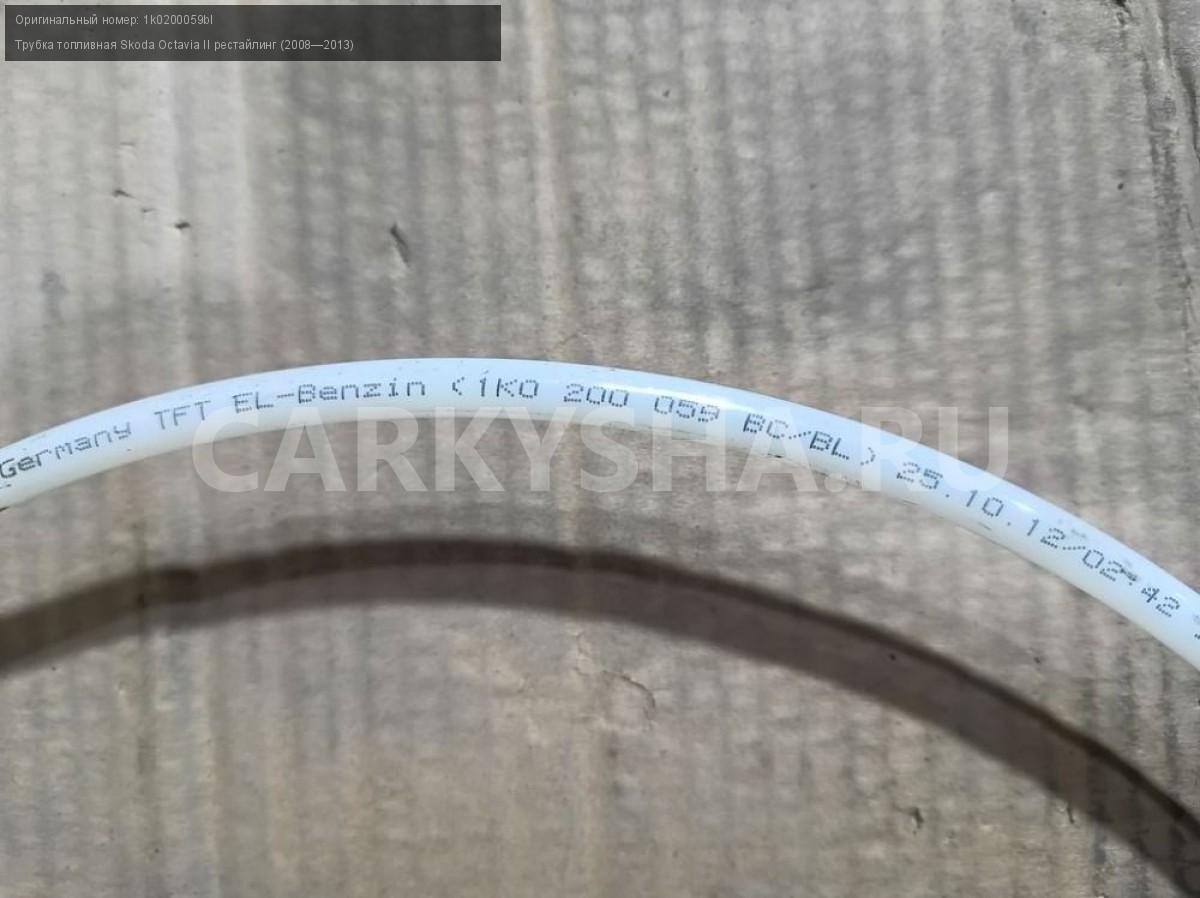 Оригинальный номер: 1k0200059bl
Трубка топливная Skoda Octavia II рестайлинг (2008—2013)
Germany TFT EL-Benzin <1K0 200 059 BC/BL> 25.10.12/02:42
CARKYSHA.RU